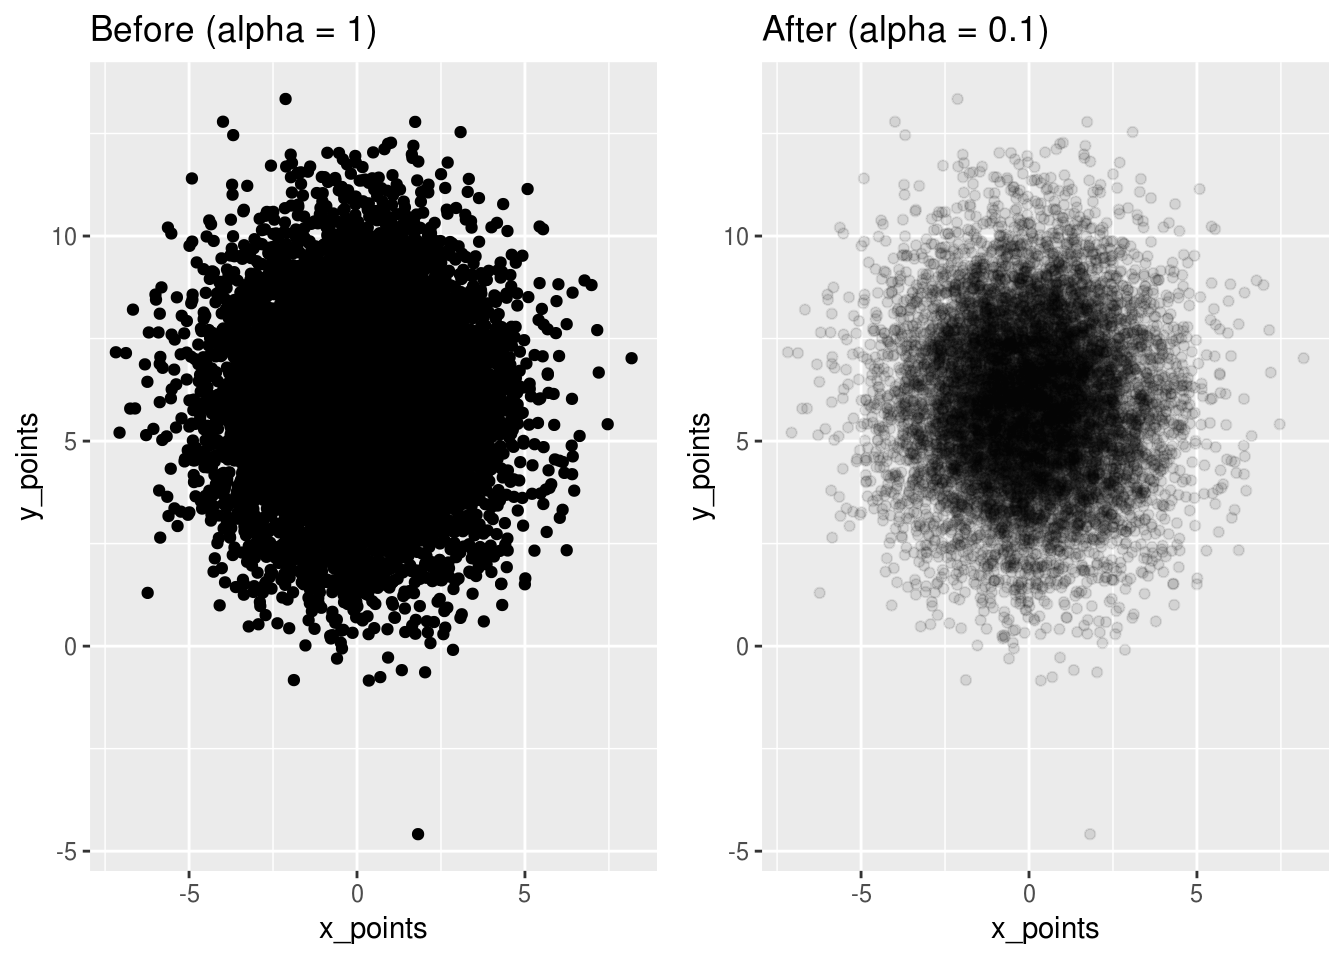 Before (alpha = 1)
10
5
0
-5
-5
0
5
x_points
y_points
After (alpha = 0.1)
10
5
0
-5
-5
0
5
x_points
y_points